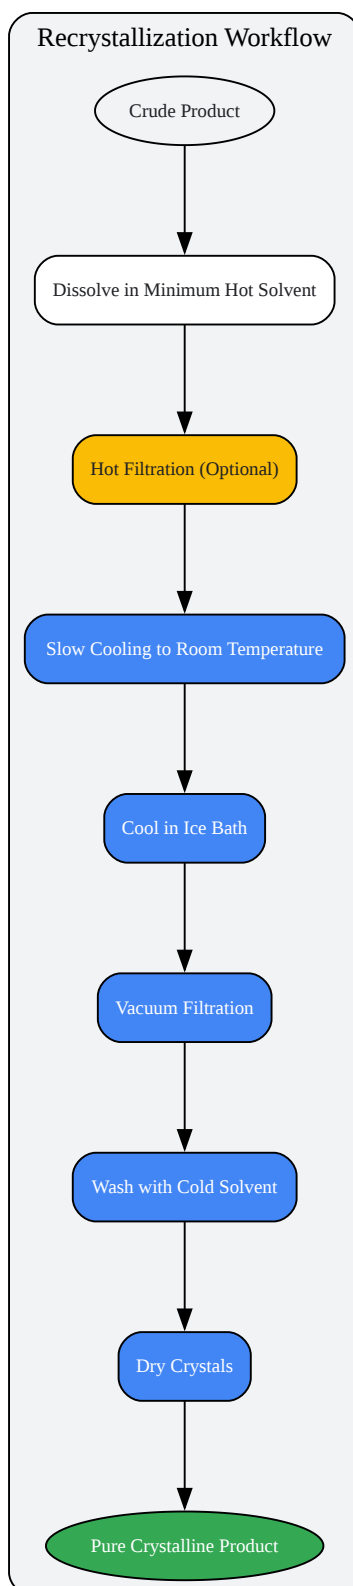 Recrystallization Workflow
Crude Product
Dissolve in Minimum Hot Solvent
Hot Filtration (Optional)
Slow Cooling to Room Temperature
Cool in Ice Bath
Vacuum Filtration
Wash with Cold Solvent
Dry Crystals
Pure Crystalline Product